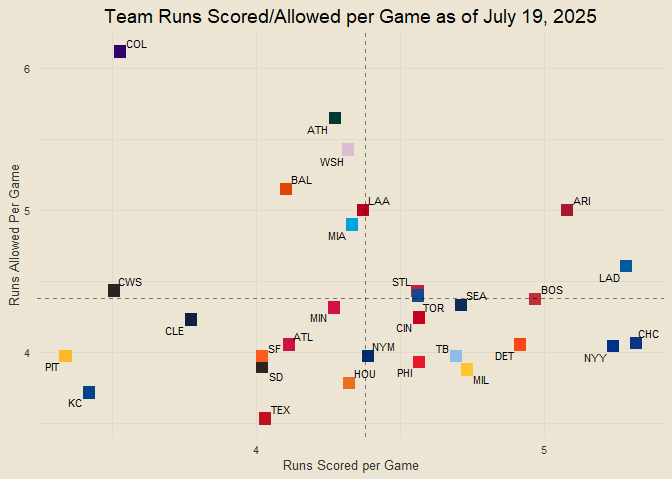 Team Runs Scored/Allowed per Game as of July 19, 2025
COL
6
ATH
WSH
BAL
LAA
ARI
5
MIA
LAD
CWS
STL
SEA
BOS
TOR
MIN
CIN
CLE
ATL
NYM
CHC
SF
TB
DET
NYY
4
PIT
SD
HOU
PHI
MIL
KC
TEX
4
5
Runs Scored per Game
Runs Allowed Per Game